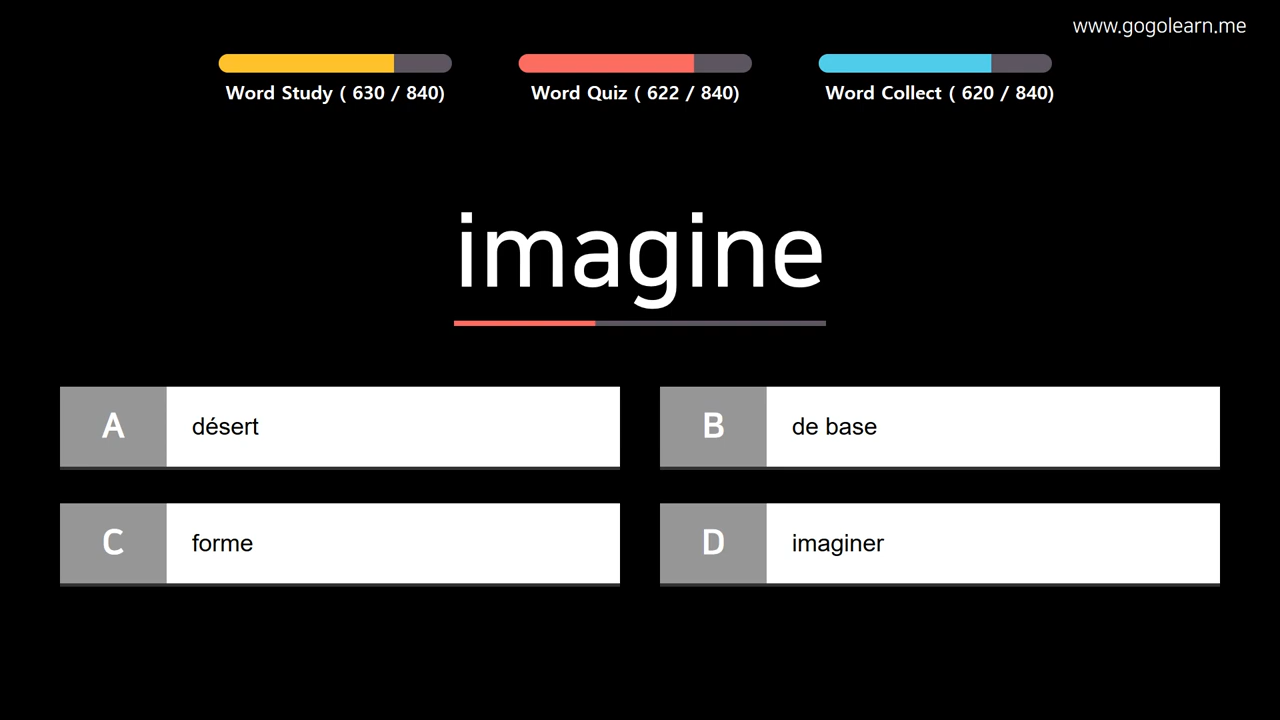 www.gogolearn.me
Word Study ( 630 / 840)
Word Quiz ( 622 / 840)
Word Collect ( 620 / 840)
imagine
A désert
B de base
C forme
D imaginer